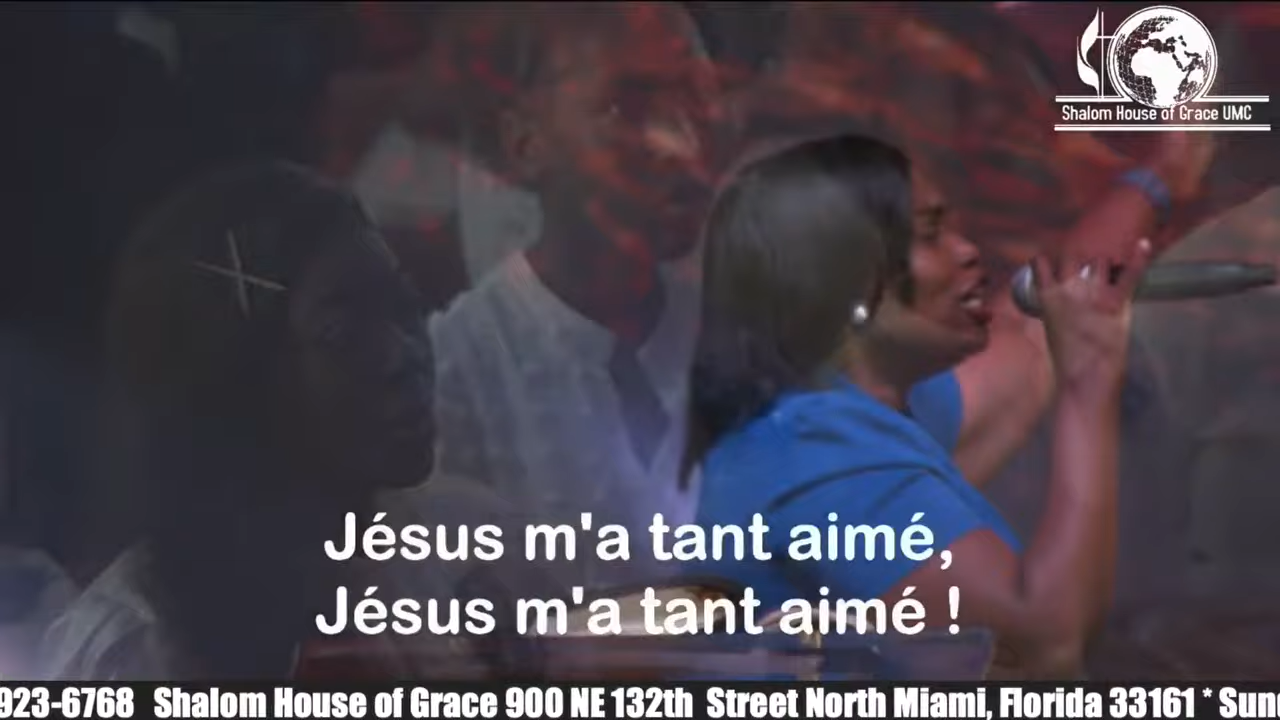 Shalom House of Grace UMC
Jésus m'a tant aimé,
Jésus m'a tant aimé !
923-6768 Shalom House of Grace 900 NE 132th Street North Miami, Florida 33161 * Sun